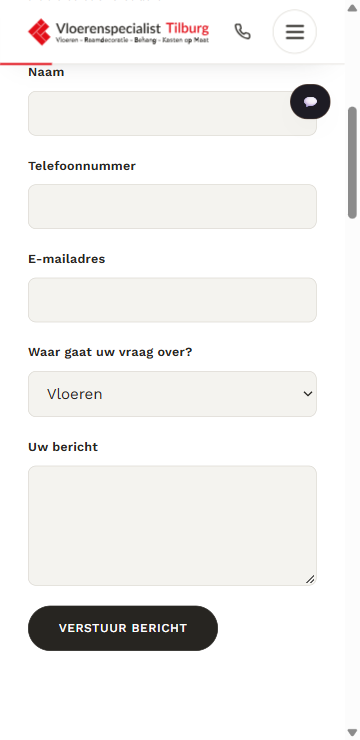 Vloerenspecialist Tilburg
Vloeren - Raamdecoratie - Behang - Kasten op Maat
Naam
Telefoonnummer
E-mailadres
Waar gaat uw vraag over?
Vloeren
Uw bericht
VERSTUUR BERICHT